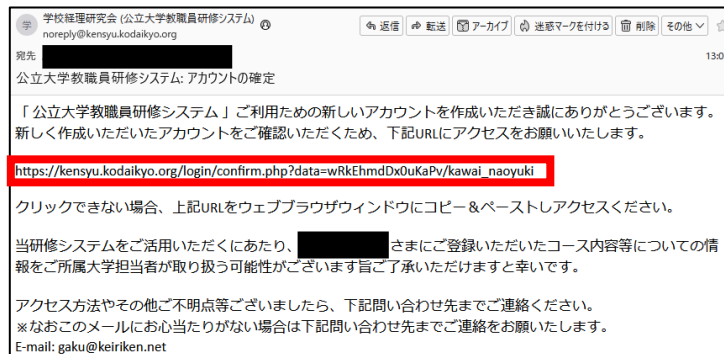 学
学校経理研究会 (公立大学教職員研修システム)
noreply@kensyu.kodaikyo.org
返信 転送 アーカイブ 迷惑マークを付ける 削除 その他
宛先
13:0
公立大学教職員研修システム: アカウントの確定
「 公立大学教職員研修システム 」ご利用ための新しいアカウントを作成いただき誠にありがとうございます。
新しく作成いただいたアカウントをご確認いただくため、下記URLにアクセスをお願いいたします。
https://kensyu.kodaikyo.org/login/confirm.php?data=wRkEhmdDx0uKaPv/kawai_naoyuki
クリックできない場合、上記URLをウェブブラウザウィンドウにコピー＆ペーストしアクセスください。
当研修システムをご活用いただくにあたり、 さまにご登録いただいたコース内容等についての情
報をご所属大学担当者が取り扱う可能性がございます旨ご了承いただけますと幸いです。
アクセス方法やその他ご不明点等ございましたら、下記問い合わせ先までご連絡ください。
※なおこのメールにお心当たりがない場合は下記問い合わせ先までご連絡をお願いたします。
E-mail: gaku@keiriken.net